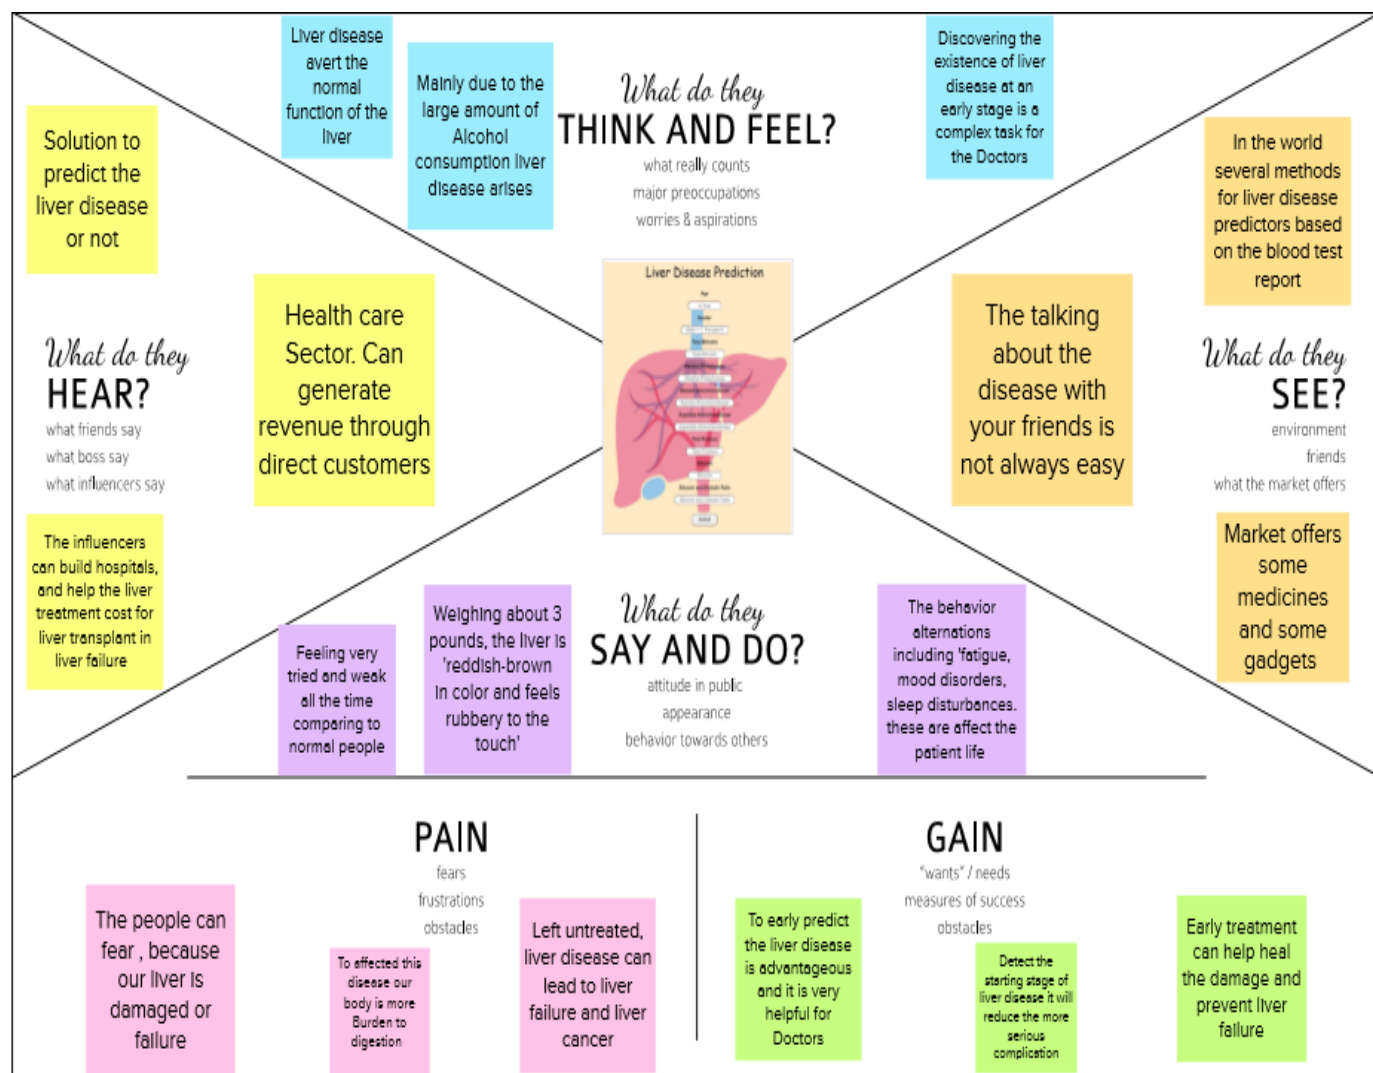 Liver disease
avert the
normal
function of the
liver
Mainly due to the
large amount of
Alcohol
consumption liver
disease arises
What do they
THINK AND FEEL?
what really counts
major preoccupations
worries & aspirations
Discovering the
existence of liver
disease at an
early stage is a
complex task for
the Doctors
Solution to
predict the
liver disease
or not
Health care
Sector. Can
generate
revenue through
direct customers
What do they
HEAR?
what friends say
what boss say
what influencers say
The influencers
can build hospitals,
and help the liver
treatment cost for
liver transplant in
liver failure
Liver Disease Prediction
Age
In the world
several methods
for liver disease
predictors based
on the blood test
report
The talking
about the
disease with
your friends is
not always easy
What do they
SEE?
environment
friends
what the market offers
Market offers
some
medicines
and some
gadgets
Feeling very
tried and weak
all the time
comparing to
normal people
Weighing about 3
pounds, the liver is
'reddish-brown
in color and feels
rubbery to the
touch'
What do they
SAY AND DO?
attitude in public
appearance
behavior towards others
The behavior
alternations
including 'fatigue,
mood disorders,
sleep disturbances.
these are affect the
patient life
PAIN
fears
frustrations
obstacles
The people can
fear , because
our liver is
damaged or
failure
To affected this
disease our
body is more
Burden to
digestion
Left untreated,
liver disease can
lead to liver
failure and liver
cancer
GAIN
"wants" / needs
measures of success
obstacles
To early predict
the liver disease
is advantageous
and it is very
helpful for
Doctors
Detect the
starting stage of
liver disease it will
reduce the more
serious
complication
Early treatment
can help heal
the damage and
prevent liver
failure